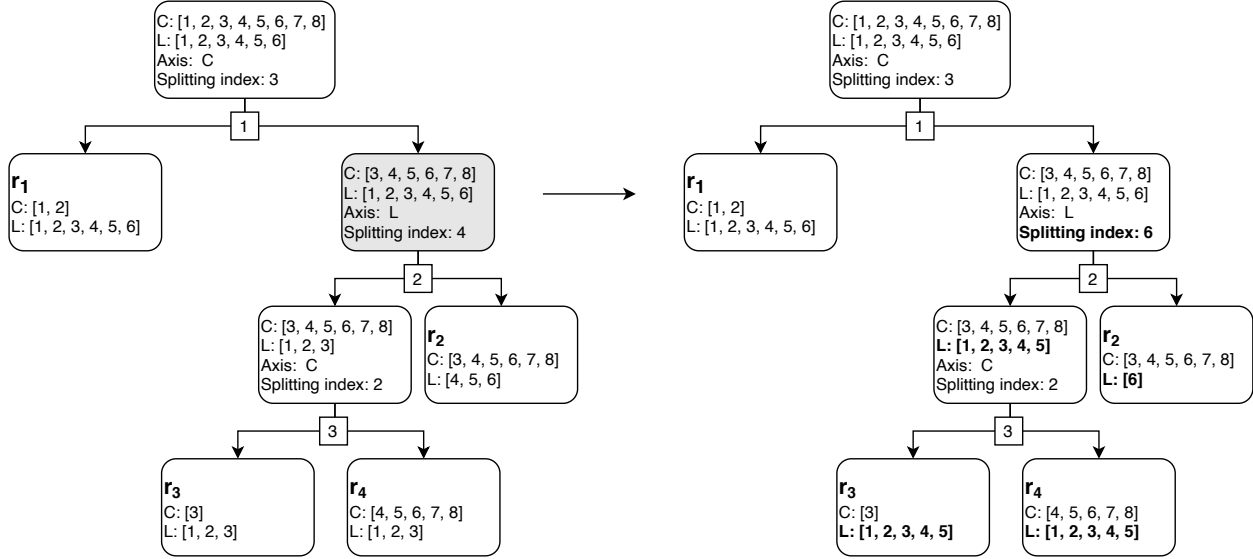 C: [1, 2, 3, 4, 5, 6, 7, 8]
L: [1, 2, 3, 4, 5, 6]
Axis: C
Splitting index: 3
1
r1
C: [1, 2]
L: [1, 2, 3, 4, 5, 6]
C: [3, 4, 5, 6, 7, 8]
L: [1, 2, 3, 4, 5, 6]
Axis: L
Splitting index: 4
2
C: [3, 4, 5, 6, 7, 8]
L: [1, 2, 3]
Axis: C
Splitting index: 2
r2
C: [3, 4, 5, 6, 7, 8]
L: [4, 5, 6]
3
r3
C: [3]
L: [1, 2, 3]
r4
C: [4, 5, 6, 7, 8]
L: [1, 2, 3]
C: [1, 2, 3, 4, 5, 6, 7, 8]
L: [1, 2, 3, 4, 5, 6]
Axis: C
Splitting index: 3
1
r1
C: [1, 2]
L: [1, 2, 3, 4, 5, 6]
C: [3, 4, 5, 6, 7, 8]
L: [1, 2, 3, 4, 5, 6]
Axis: L
Splitting index: 6
2
C: [3, 4, 5, 6, 7, 8]
L: [1, 2, 3, 4, 5]
Axis: C
Splitting index: 2
r2
C: [3, 4, 5, 6, 7, 8]
L: [6]
3
r3
C: [3]
L: [1, 2, 3, 4, 5]
r4
C: [4, 5, 6, 7, 8]
L: [1, 2, 3, 4, 5]